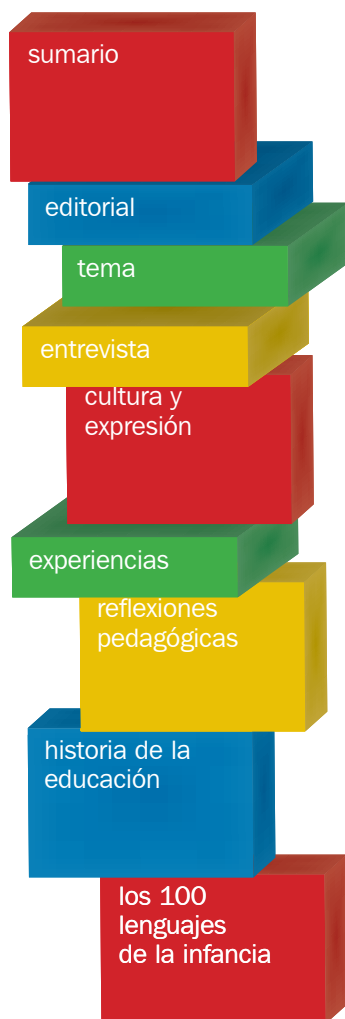 sumario
editorial
tema
entrevista
cultura y
expresión
experiencias
reflexiones
pedagógicas
historia de la
educación
los 100
lenguajes
de la infancia